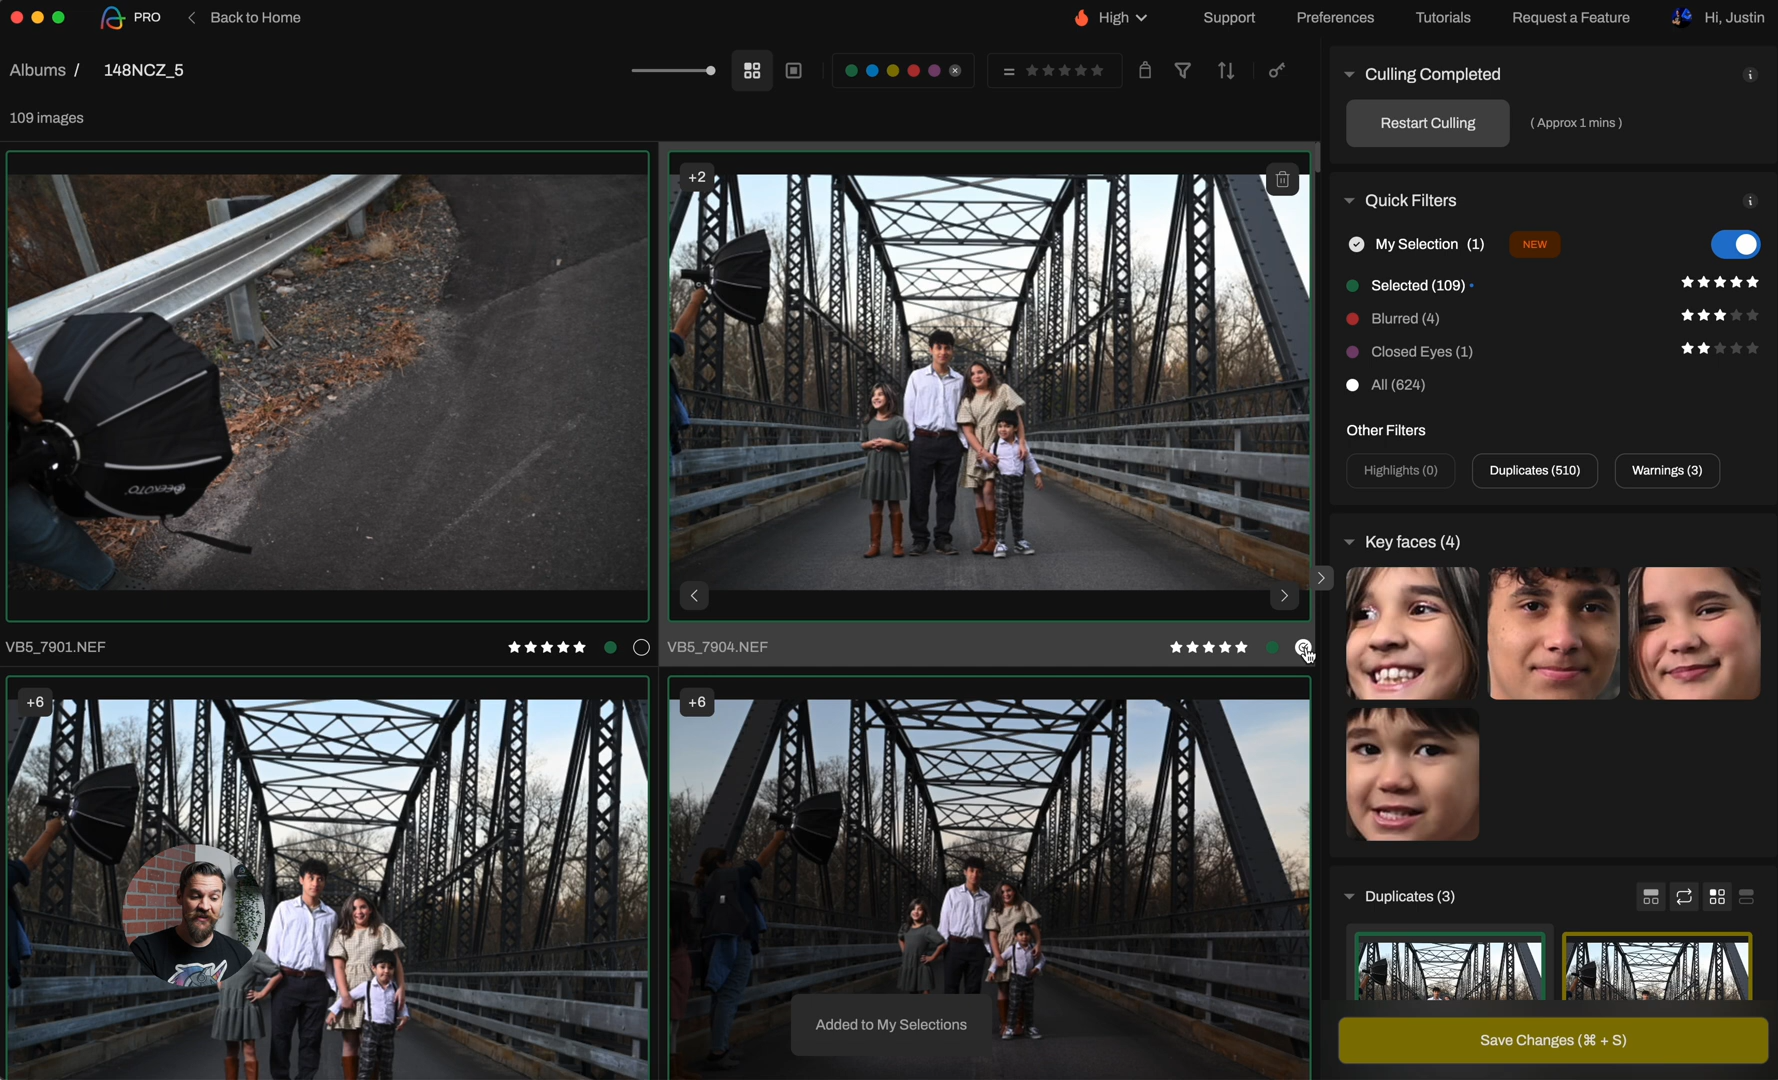 PRO
Back to Home
High
Support
Preferences
Tutorials
Request a Feature
Hi, Justin
Albums / 148NCZ_5
109 images
Culling Completed
Restart Culling
( Approx 1 mins )
Quick Filters
My Selection (1)
NEW
Selected (109)
Blurred (4)
Closed Eyes (1)
All (624)
Other Filters
Highlights (0)
Duplicates (510)
Warnings (3)
+2
VB5_7901.NEF
VB5_7904.NEF
Key faces (4)
+6
+6
Duplicates (3)
Added to My Selections
Save Changes (⌘ + S)